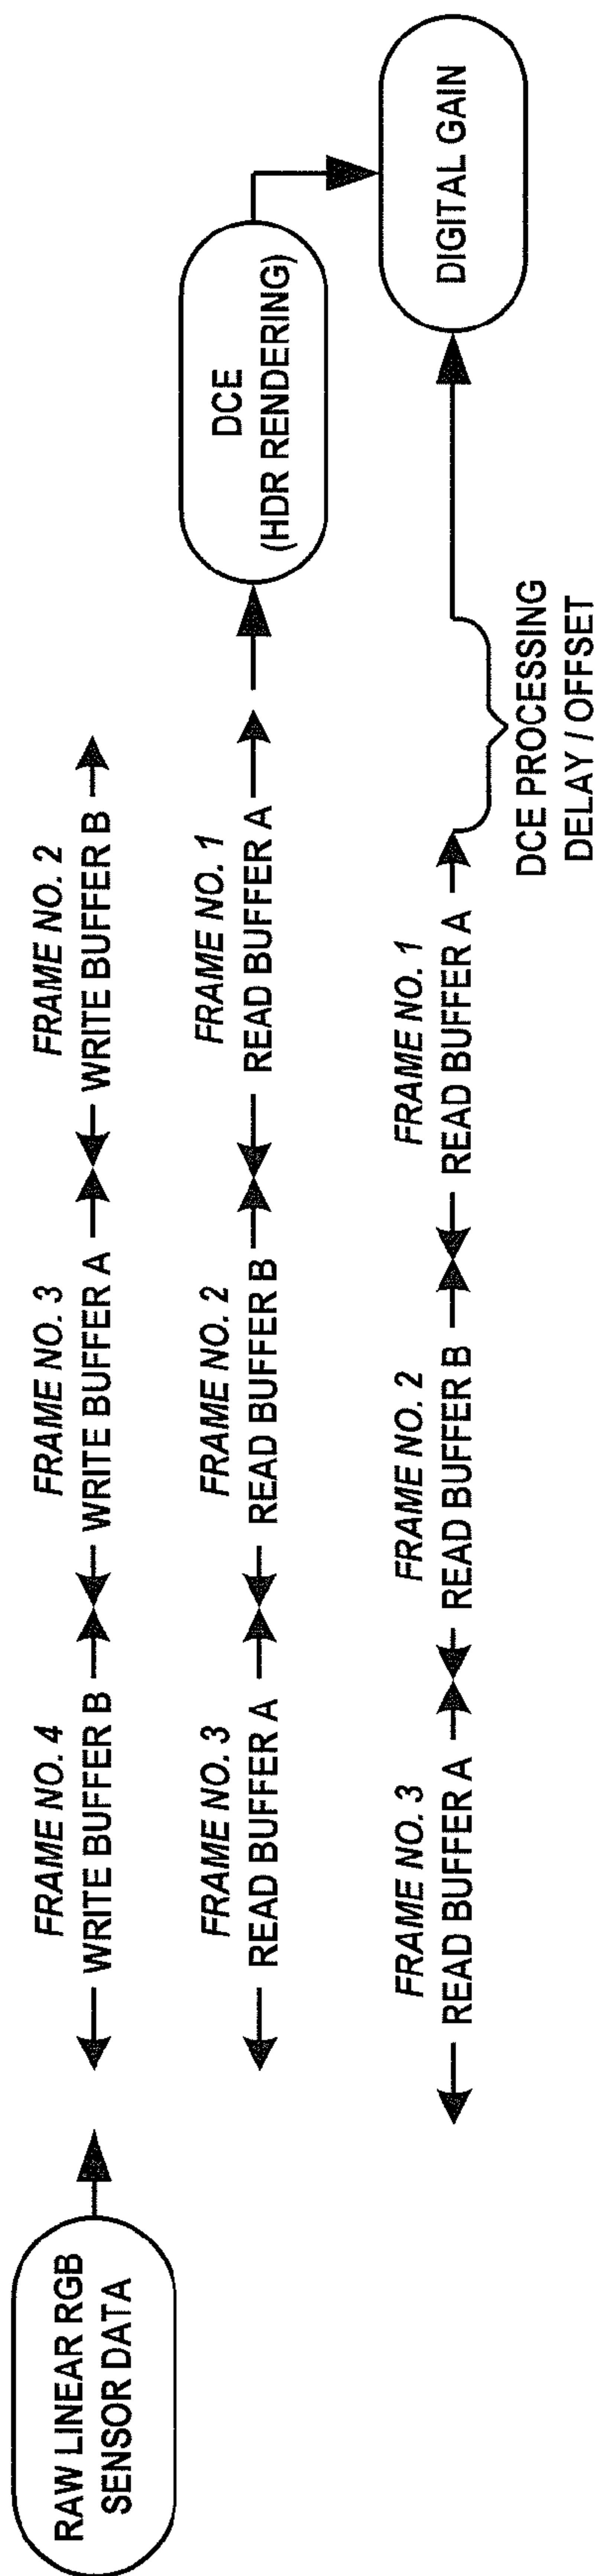 RAW LINEAR RGB
SENSOR DATA
FRAME NO. 4
WRITE BUFFER B
FRAME NO. 3
WRITE BUFFER A
FRAME NO. 2
WRITE BUFFER B
FRAME NO. 3
READ BUFFER A
FRAME NO. 2
READ BUFFER B
FRAME NO. 1
READ BUFFER A
DCE
(HDR RENDERING)
FRAME NO. 3
READ BUFFER A
FRAME NO. 2
READ BUFFER B
FRAME NO. 1
READ BUFFER A
DCE PROCESSING
DELAY / OFFSET
DIGITAL GAIN